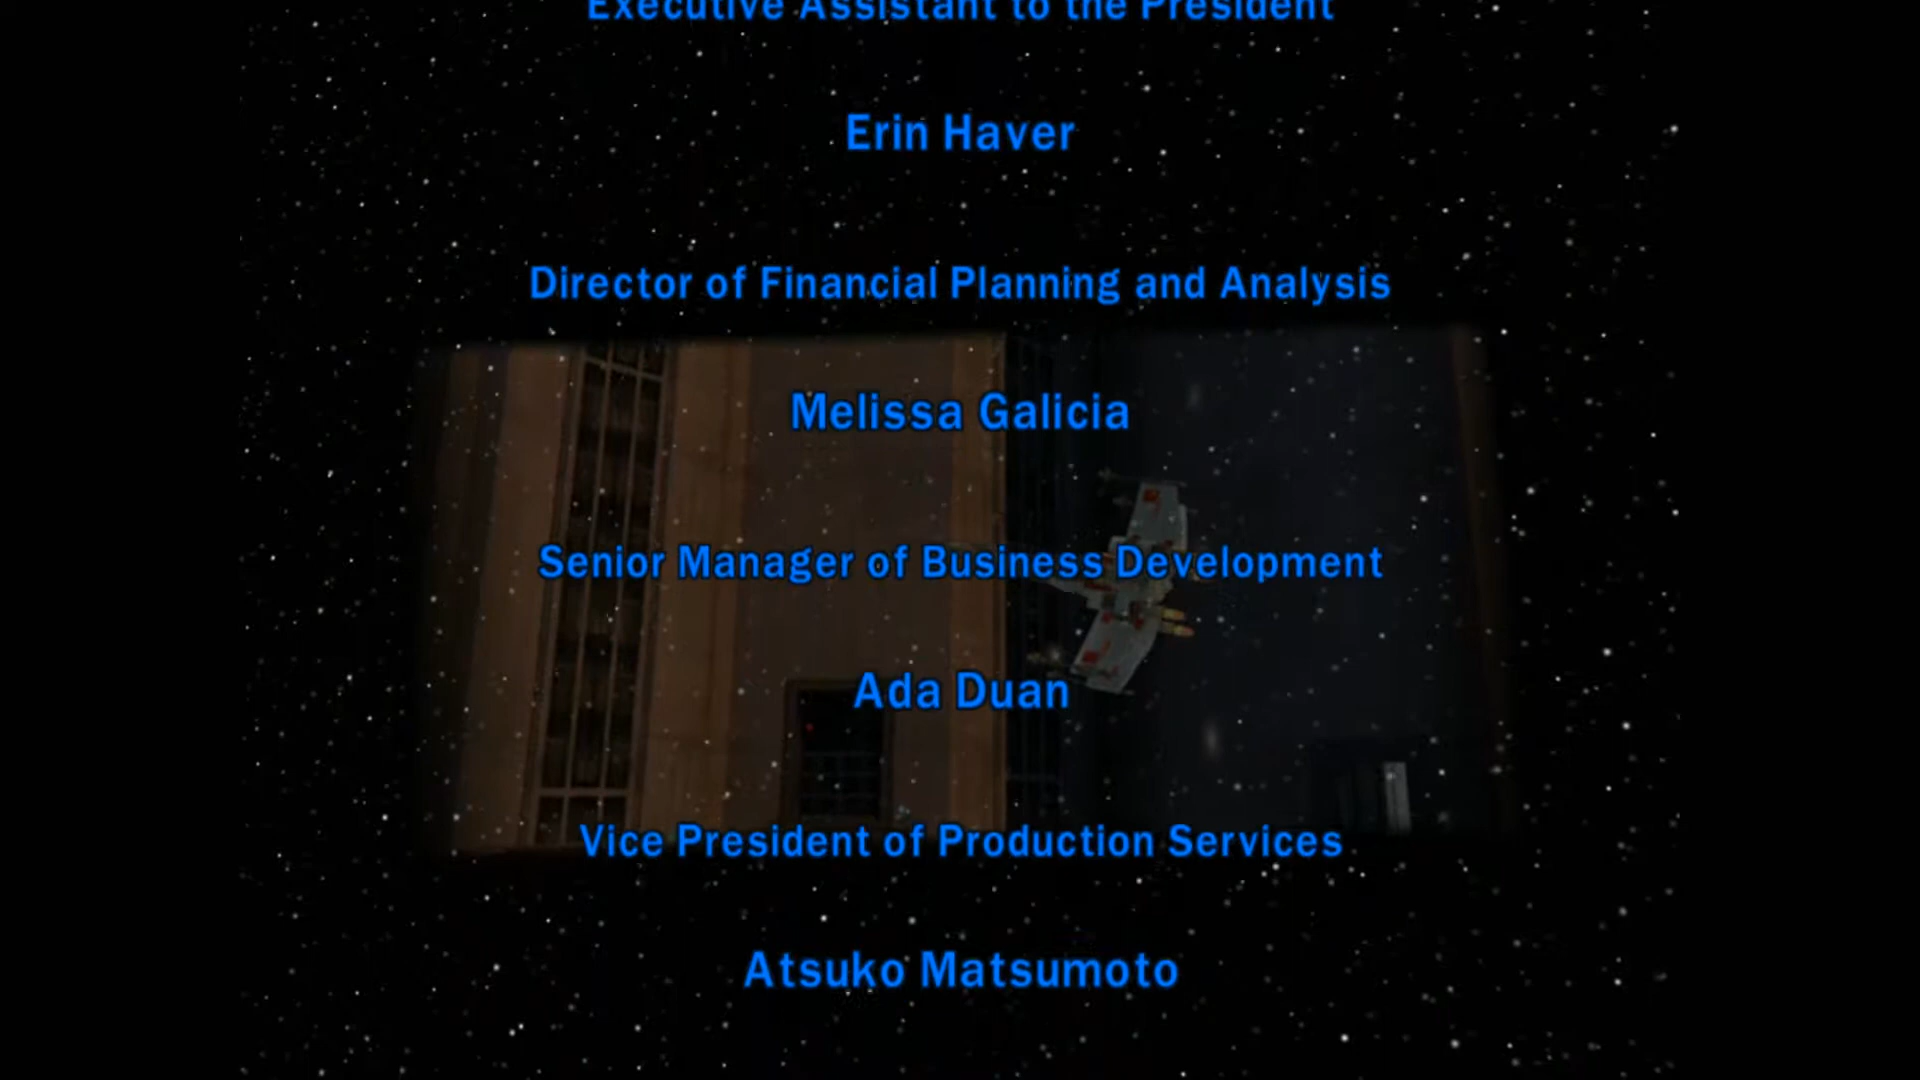 Executive Assistant to the President
Erin Haver
Director of Financial Planning and Analysis
Melissa Galicia
Senior Manager of Business Development
Ada Duan
Vice President of Production Services
Atsuko Matsumoto